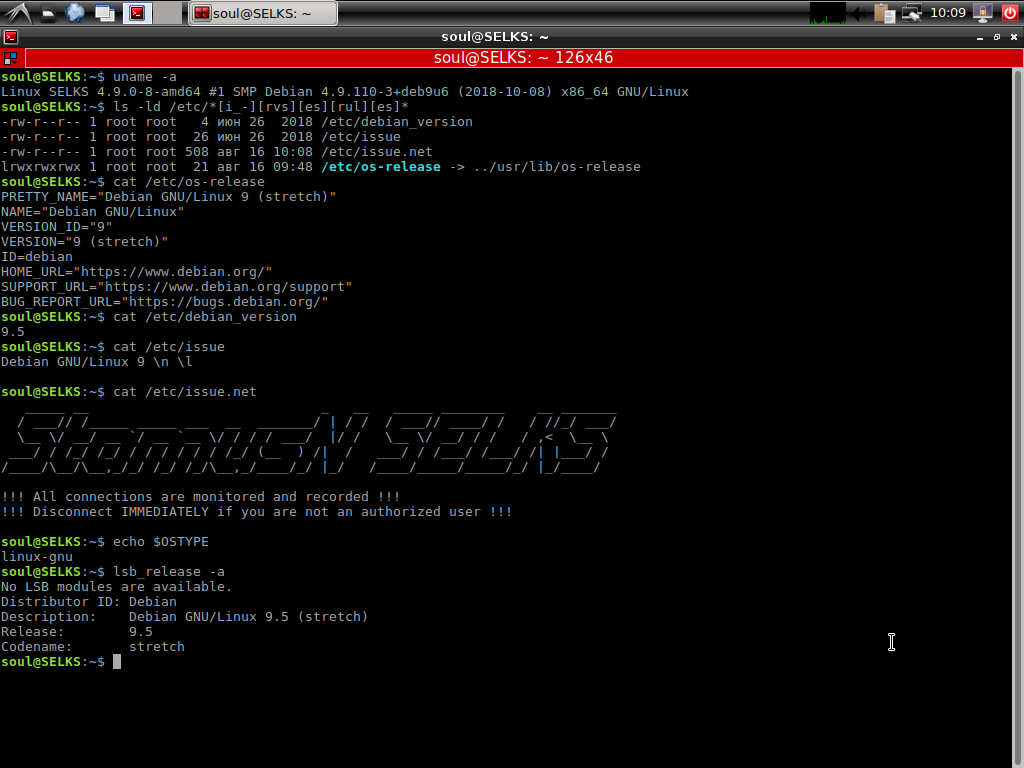 soul@SELKS: ~
10:09
soul@SELKS: ~
soul@SELKS: ~ 126x46
soul@SELKS:~$ uname -a
Linux SELKS 4.9.0-8-amd64 #1 SMP Debian 4.9.110-3+deb9u6 (2018-10-08) x86_64 GNU/Linux
soul@SELKS:~$ ls -ld /etc/*[i_-][rvs][es][rul][es]*
-rw-r--r-- 1 root root   4 июн 26  2018 /etc/debian_version
-rw-r--r-- 1 root root  26 июн 26  2018 /etc/issue
-rw-r--r-- 1 root root 508 авг 16 10:08 /etc/issue.net
lrwxrwxrwx 1 root root  21 авг 16 09:48 /etc/os-release -> ../usr/lib/os-release
soul@SELKS:~$ cat /etc/os-release
PRETTY_NAME="Debian GNU/Linux 9 (stretch)"
NAME="Debian GNU/Linux"
VERSION_ID="9"
VERSION="9 (stretch)"
ID=debian
HOME_URL="https://www.debian.org/"
SUPPORT_URL="https://www.debian.org/support"
BUG_REPORT_URL="https://bugs.debian.org/"
soul@SELKS:~$ cat /etc/debian_version
9.5
soul@SELKS:~$ cat /etc/issue
Debian GNU/Linux 9 \n \l
soul@SELKS:~$ cat /etc/issue.net
Stamus N SELKS
!!! All connections are monitored and recorded !!!
!!! Disconnect IMMEDIATELY if you are not an authorized user !!!
soul@SELKS:~$ echo $OSTYPE
linux-gnu
soul@SELKS:~$ lsb_release -a
No LSB modules are available.
Distributor ID: Debian
Description:    Debian GNU/Linux 9.5 (stretch)
Release:        9.5
Codename:       stretch
soul@SELKS:~$